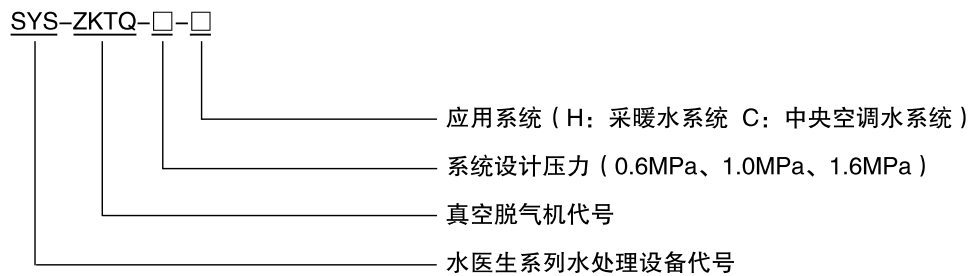 SYS-ZKTQ-□-□
应用系统（H：采暖水系统 C：中央空调水系统）
系统设计压力（0.6MPa、1.0MPa、1.6MPa）
真空脱气机代号
水医生系列水处理设备代号